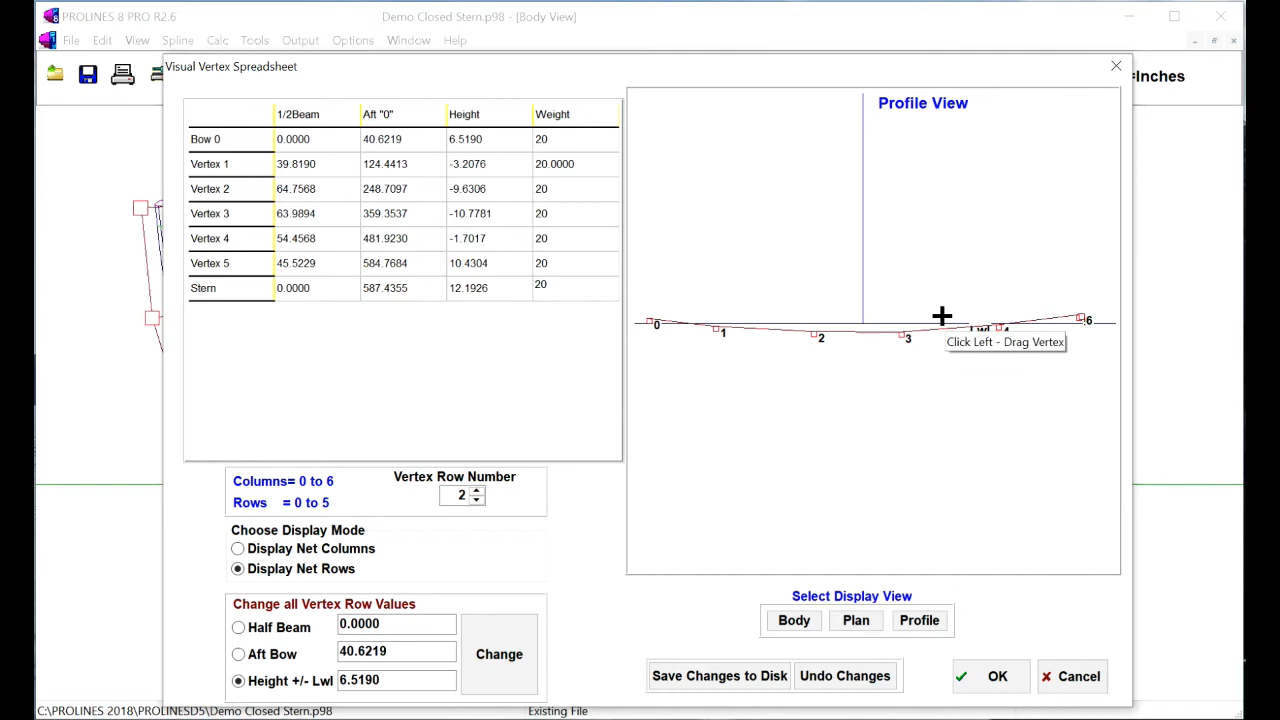 PROLINES 8 PRO R2.6
Demo Closed Stern.p98 - [Body View]
File Edit View Spline Calc Tools Output Options Window Help
Visual Vertex Spreadsheet
=Inches
1/2Beam Aft "0" Height Weight
Bow 0 0.0000 40.6219 6.5190 20
Vertex 1 39.8190 124.4413 -3.2076 20.0000
Vertex 2 64.7568 248.7097 -9.6306 20
Vertex 3 63.9894 359.3537 -10.7781 20
Vertex 4 54.4568 481.9230 -1.7017 20
Vertex 5 45.5229 584.7684 10.4304 20
Stern 0.0000 587.4355 12.1926 20
Profile View
0 1 2 3 Lwl 4 6
Click Left - Drag Vertex
Columns= 0 to 6
Rows = 0 to 5
Vertex Row Number
2
Choose Display Mode
Display Net Columns
Display Net Rows
Change all Vertex Row Values
Half Beam 0.0000
Aft Bow 40.6219
Height +/- Lwl 6.5190
Change
Select Display View
Body Plan Profile
Save Changes to Disk Undo Changes OK Cancel
C:\PROLINES 2018\PROLINESD5\Demo Closed Stern.p98 Existing File